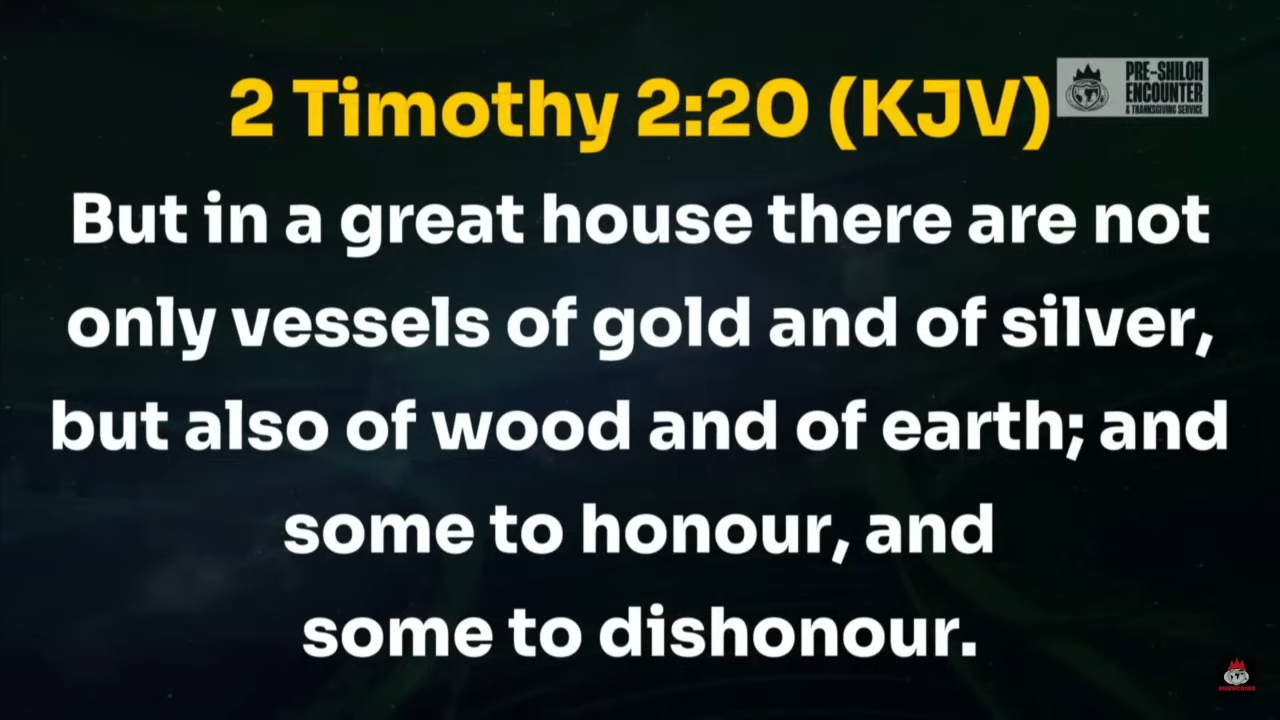 2 Timothy 2:20 (KJV)
PRE-SHILOH
ENCOUNTER
& THANKSGIVING SERVICE
But in a great house there are not
only vessels of gold and of silver,
but also of wood and of earth; and
some to honour, and
some to dishonour.
SUBSCRIBE